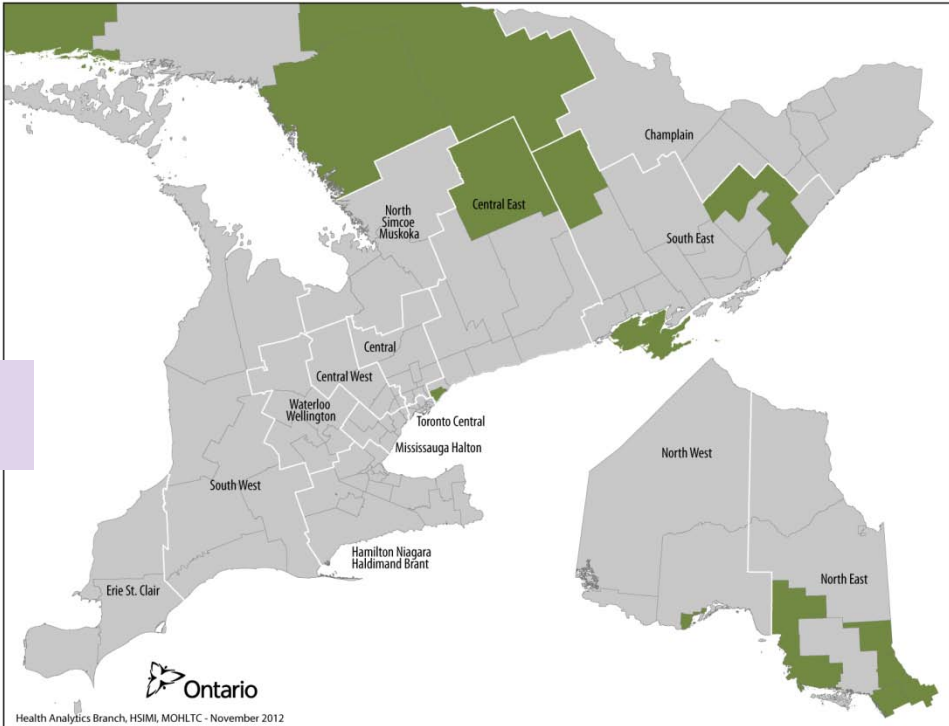 Champlain
North
Simcoe
Muskoka
Central East
South East
Central
Central West
Waterloo
Wellington
Toronto Central
Mississauga Halton
North West
South West
Hamilton Niagara
Haldimand Brant
North East
Erie St. Clair
Ontario
Health Analytics Branch, HSIMI, MOHLTC - November 2012